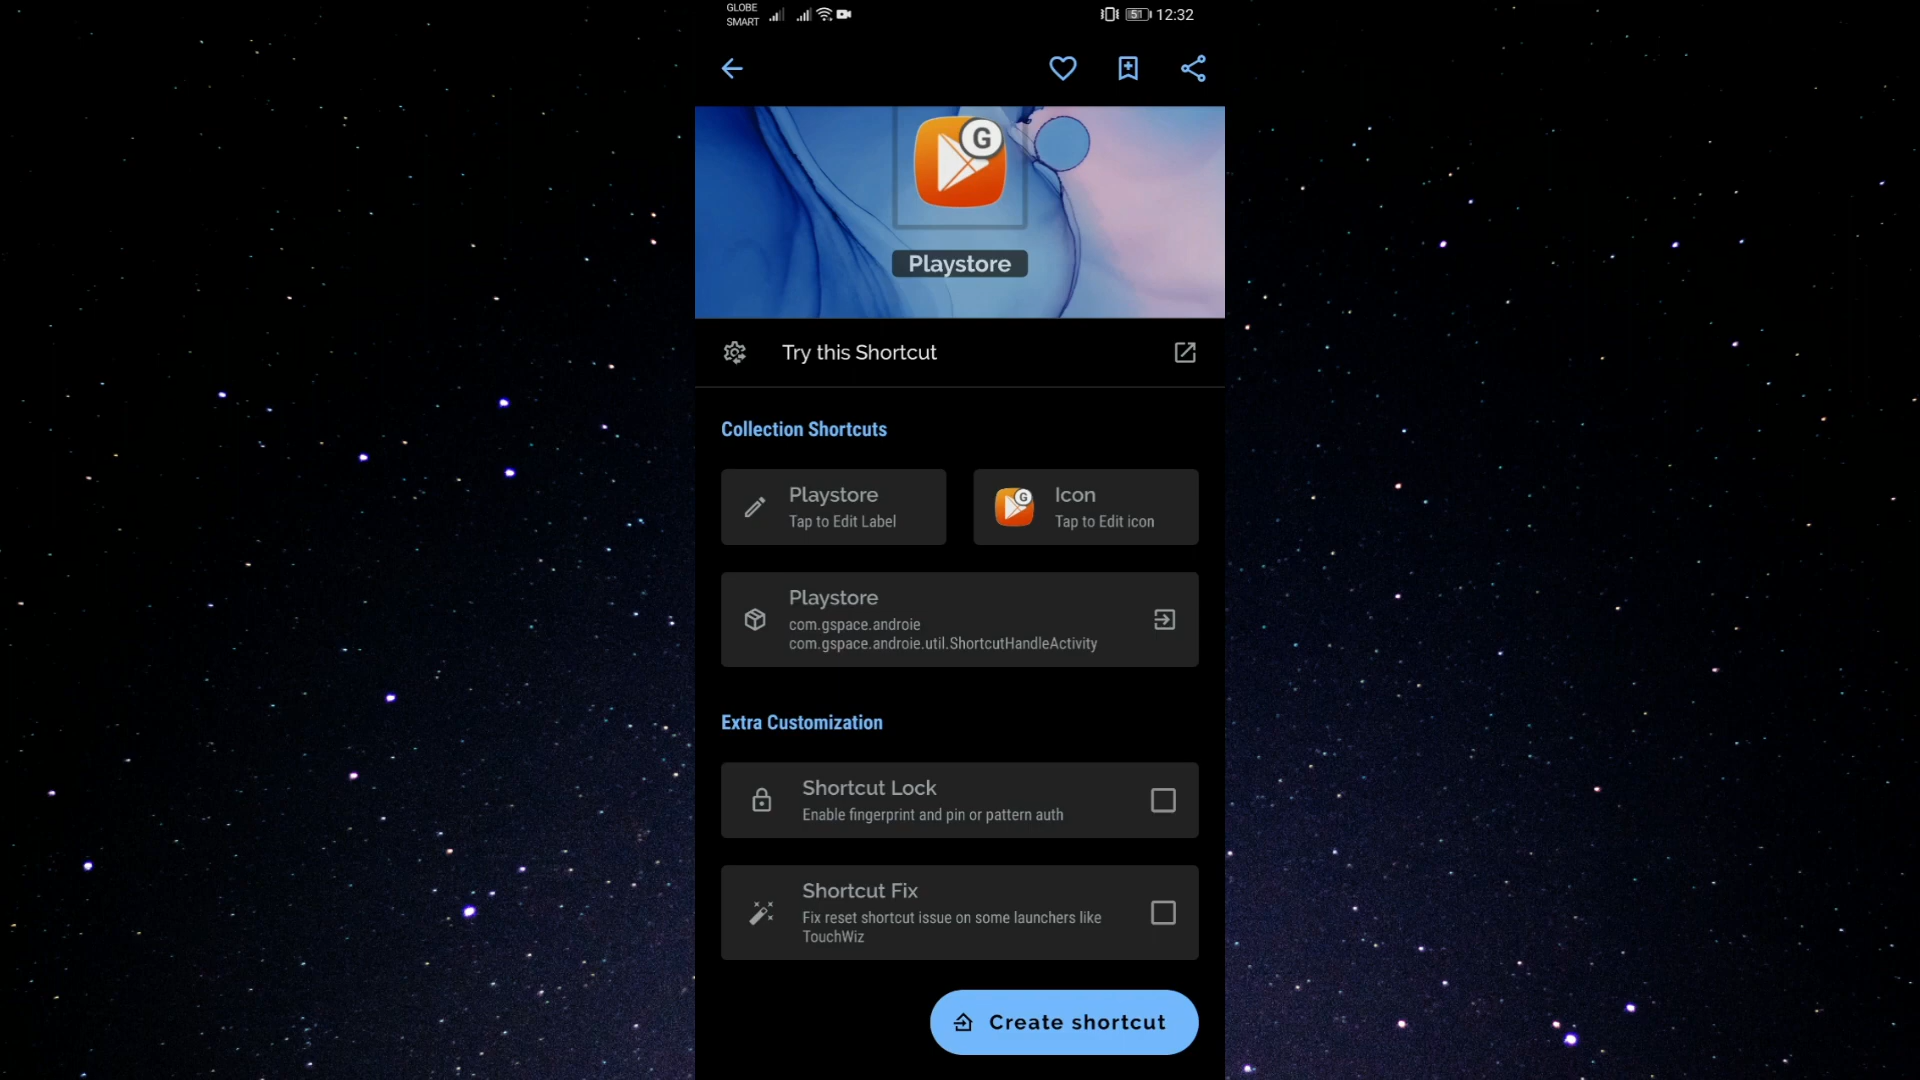 GLOBE
SMART
51 12:32
G
Playstore
Try this Shortcut
Collection Shortcuts
Playstore
Tap to Edit Label
G
Icon
Tap to Edit icon
Playstore
com.gspace.androie
com.gspace.androie.util.ShortcutHandleActivity
Extra Customization
Shortcut Lock
Enable fingerprint and pin or pattern auth
Shortcut Fix
Fix reset shortcut issue on some launchers like
TouchWiz
Create shortcut